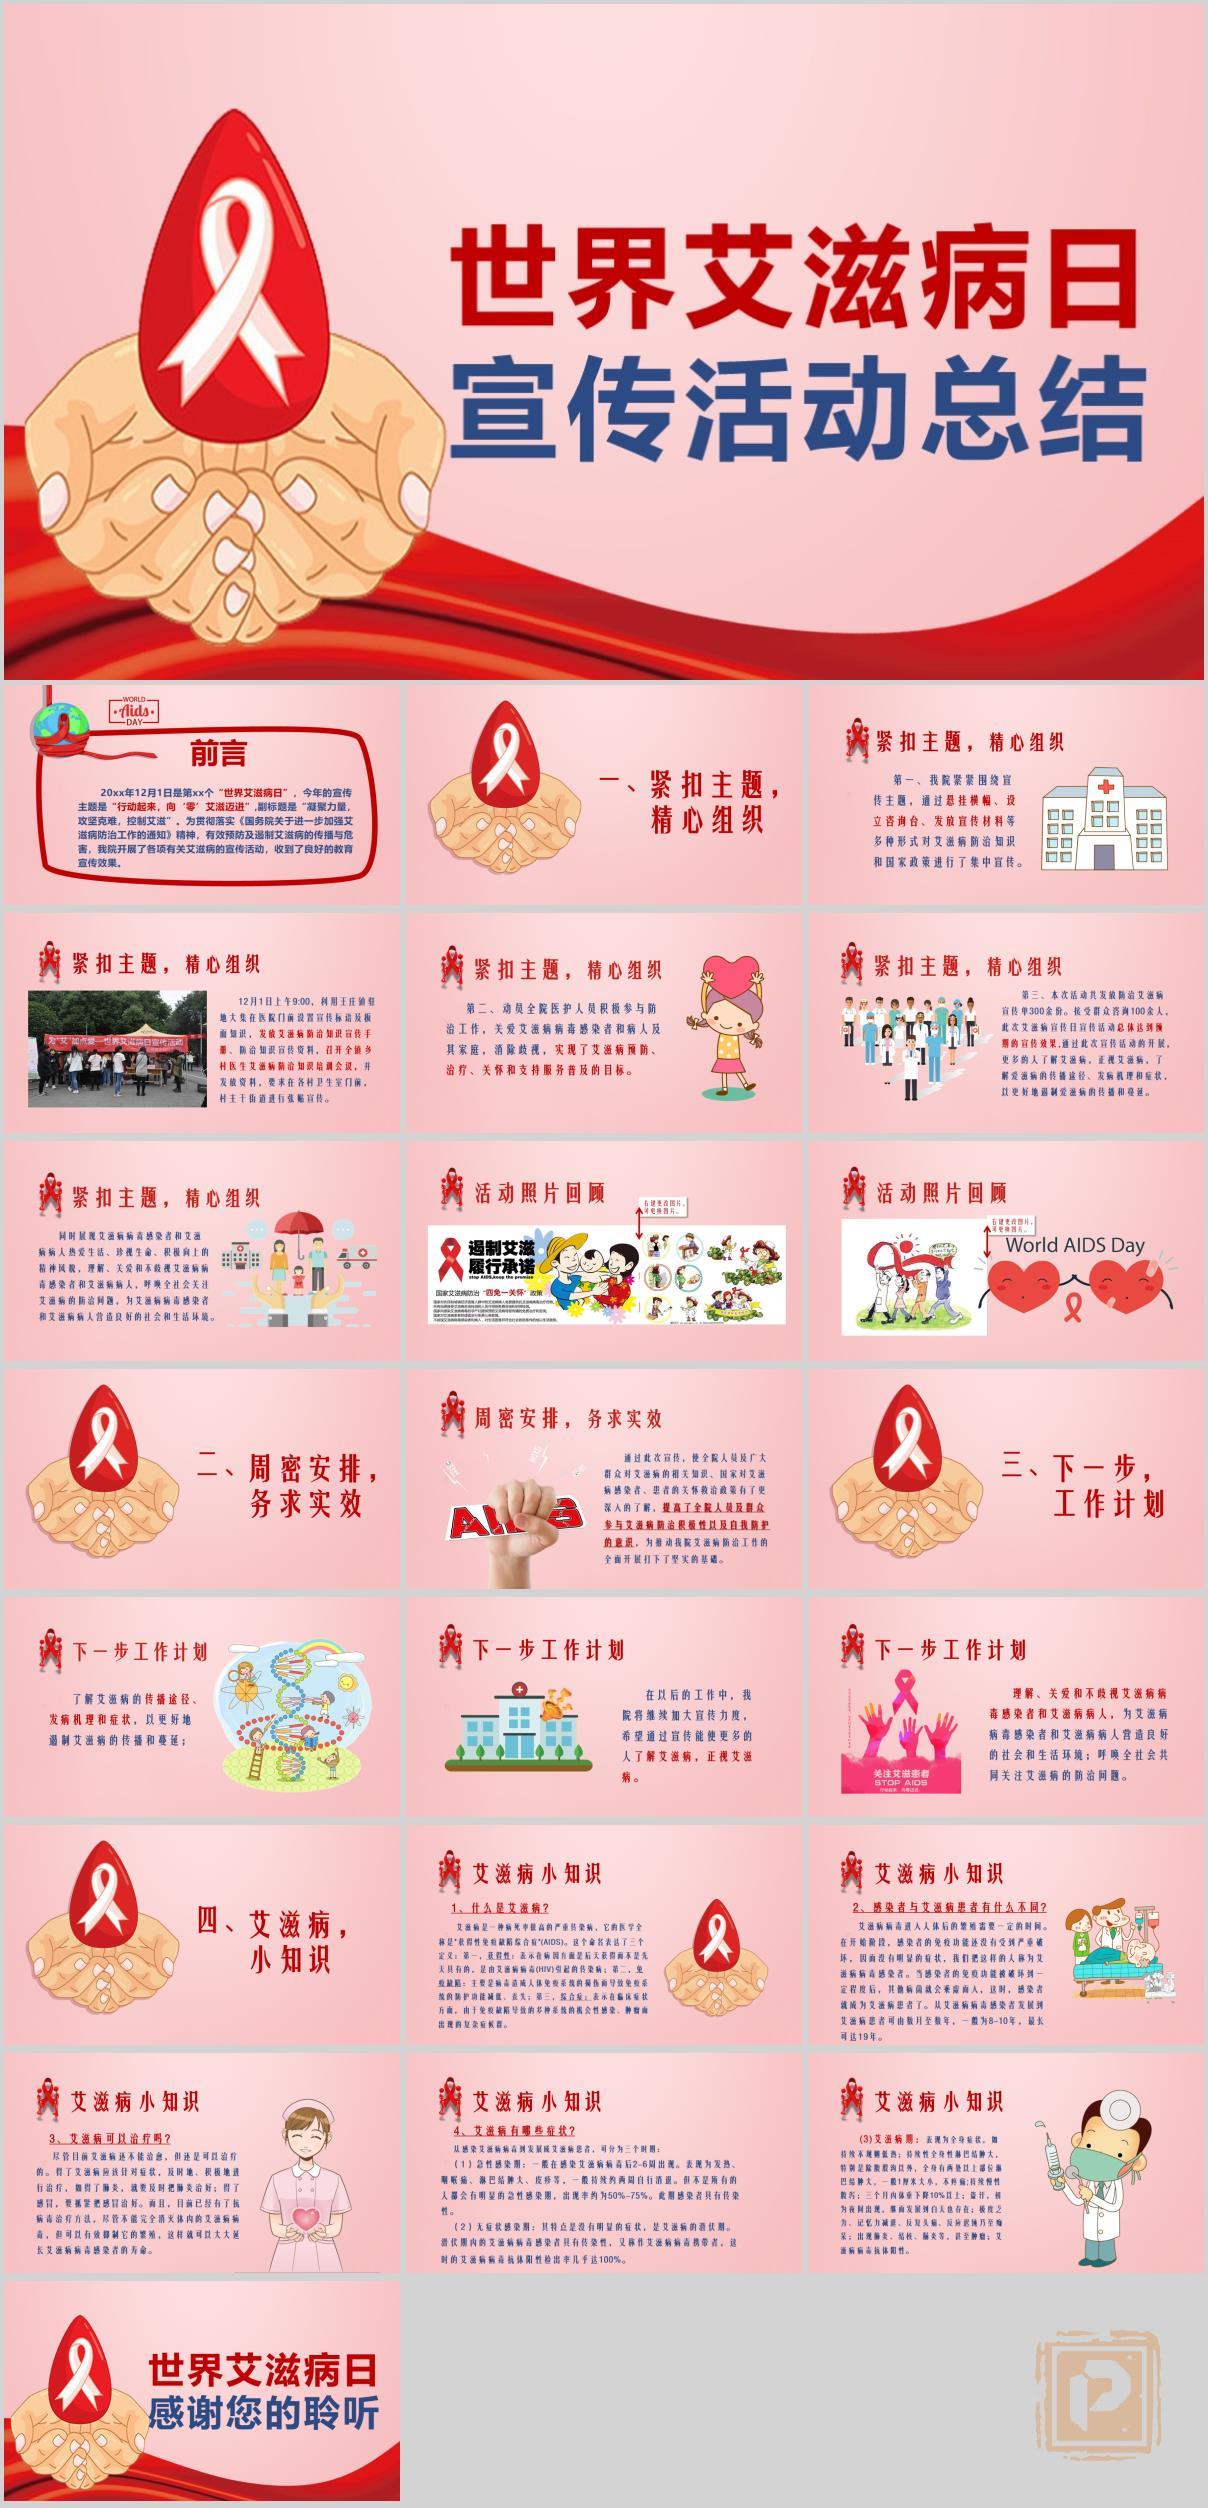 世界艾滋病日
宣传活动总结
WORLD
Aids
DAY
前言
20xx年12月1日是第xx个“世界艾滋病日”，今年的宣传
主题是“行动起来，向‘零’艾滋迈进”,副标题是“凝聚力量，
攻坚克难，控制艾滋”。为贯彻落实《国务院关于进一步加强艾
滋病防治工作的通知》精神，有效预防及遏制艾滋病的传播与危
害，我院开展了各项有关艾滋病的宣传活动，收到了良好的教育
宣传效果。
一、紧扣主题，
精心组织
紧扣主题，精心组织
第一、我院紧紧围绕宣
传主题，通过悬挂横幅、设
立咨询台、发放宣传材料等
多种形式对艾滋病防治知识
和国家政策进行了集中宣传。
紧扣主题，精心组织
为“艾”加点爱—世界艾滋病日宣传活动
12月1日上午9:00，利用王庄镇驻
地大集在医院门前设置宣传标语及板
面知识，发放艾滋病防治知识宣传手
册、防治知识宣传资料，召开全镇乡
村医生艾滋病防治知识培训会议，并
发放资料，要求在各村卫生室门前，
村主干街道进行张贴宣传。
紧扣主题，精心组织
第二、动员全院医护人员积极参与防
治工作，关爱艾滋病病毒感染者和病人及
其家庭，消除歧视，实现了艾滋病预防、
治疗、关怀和支持服务普及的目标。
紧扣主题，精心组织
第三、本次活动共发放防治艾滋病
宣传单300余份。接受群众咨询100余人，
此次艾滋病宣传日宣传活动总体达到预
期的宣传效果,通过此次宣传活动的开展，
更多的人了解艾滋病，正视艾滋病，了
解爱滋病的传播途径、发病机理和症状，
以更好地遏制爱滋病的传播和蔓延。
紧扣主题，精心组织
同时展现艾滋病病毒感染者和艾滋
病病人热爱生活、珍视生命、积极向上的
精神风貌，理解、关爱和不歧视艾滋病病
毒感染者和艾滋病病人，呼唤全社会关注
艾滋病的防治问题，为艾滋病病毒感染者
和艾滋病病人营造良好的社会和生活环境。
活动照片回顾
右键更改图片，
可更换图片。
遏制艾滋
履行承诺
stop AIDS,keep the promise
国家艾滋病防治“四免一关怀”政策
活动照片回顾
右键更改图片，
可更换图片。
World AIDS Day
二、周密安排，
务求实效
周密安排，务求实效
通过此次宣传，使全院人员及广大
群众对艾滋病的相关知识、国家对艾滋
病感染者、患者的关怀救治政策有了更
深入的了解，提高了全院人员及群众
参与艾滋病防治积极性以及自我防护
的意识，为推动我院艾滋病防治工作的
全面开展打下了坚实的基础。
三、下一步，
工作计划
下一步工作计划
了解艾滋病的传播途径、
发病机理和症状，以更好地
遏制艾滋病的传播和蔓延；
下一步工作计划
在以后的工作中，我
院将继续加大宣传力度，
希望通过宣传能使更多的
人了解艾滋病，正视艾滋
病。
下一步工作计划
关注艾滋患者
STOP AIDS
理解、关爱和不歧视艾滋病病
毒感染者和艾滋病病人，为艾滋病
病毒感染者和艾滋病病人营造良好
的社会和生活环境；呼唤全社会共
同关注艾滋病的防治问题。
四、艾滋病，
小知识
艾滋病小知识
1、什么是艾滋病?
艾滋病是一种病死率很高的严重传染病，它的医学全
称是“获得性免疫缺陷综合症”(AIDS)。这个命名表达了三个
定义：第一，获得性：表示在病因方面是后天获得而不是先
天具有的，是由艾滋病病毒(HIV)引起的传染病；第二，免
疫缺陷：主要是病毒造成人体免疫系统的损伤而导致免疫系
统的防护功能减低、丧失；第三，综合症：表示在临床症状
方面，由于免疫缺陷导致的多种系统的机会性感染、肿瘤而
出现的复杂症候群。
艾滋病小知识
2、感染者与艾滋病患者有什么不同?
艾滋病病毒进入人体后的繁殖需要一定的时间。
在开始阶段，感染者的免疫功能还没有受到严重破
坏，因而没有明显的症状，我们把这样的人称为艾
滋病病毒感染者。当感染者的免疫功能被破坏到一
定程度后，其他病菌就会乘虚而入，这时，感染者
就成为艾滋病患者了。从艾滋病病毒感染者发展到
艾滋病患者可由数月至数年，一般为8-10年，最长
可达19年。
艾滋病小知识
3、艾滋病可以治疗吗?
尽管目前艾滋病还不能治愈，但还是可以治疗
的。得了艾滋病应该针对症状，及时地、积极地进
行治疗，如得了肺炎，就要及时把肺炎治好；得了
感冒，要抓紧把感冒治好。而且，目前已经有了抗
病毒治疗方法，尽管不能完全消灭体内的艾滋病病
毒，但可以有效抑制它的繁殖，这样就可以大大延
长艾滋病病毒感染者的寿命。
艾滋病小知识
4、艾滋病有哪些症状?
从感染艾滋病病毒到发展成艾滋病患者，可分为三个时期：
（1）急性感染期：一般在感染艾滋病病毒后2-6周出现。表现为发热、
咽喉痛、淋巴结肿大、皮疹等，一般持续约两周自行消退。但不是所有的
人都会有明显的急性感染期，出现率约为50%-75%。此期感染者具有传染
性。
（2）无症状感染期：其特点是没有明显的症状，是艾滋病的潜伏期。
潜伏期内的艾滋病病毒感染者具有传染性，又称作艾滋病病毒携带者，这
时的艾滋病病毒抗体阳性检出率几乎达100%。
艾滋病小知识
(3)艾滋病期：表现为全身症状，如
持续不规则低热；持续性全身性淋巴结肿大，
特别是除腹股沟以外，全身有两处以上部位淋
巴结肿大，一般1厘米大小，不疼痛；持续慢性
腹泻；三个月内体重下降10%以上；盗汗，初
为夜间出现，继而发展到白天也存在；极度乏
力、记忆力减退、反复头痛、反应迟钝乃至痴
呆；出现肺炎、结核、肠炎等，甚至肿瘤；艾
滋病病毒抗体阳性。
世界艾滋病日
感谢您的聆听